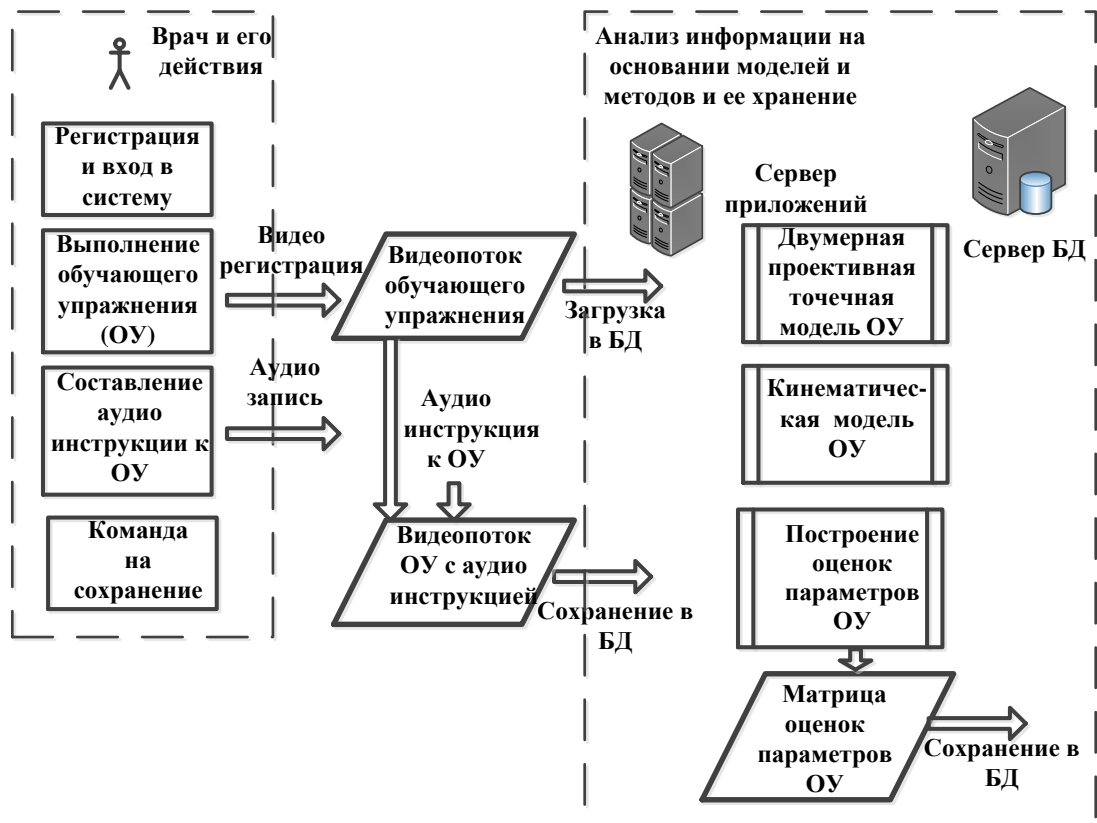 Врач и его
действия
Регистрация
и вход в
систему
Выполнение
обучающего
упражнения
(ОУ)
Составление
аудио
инструкции к
ОУ
Команда
на
сохранение
Видео
регистрация
Аудио
запись
Видеопоток
обучающего
упражнения
Аудио
инструкция
к ОУ
Видеопоток
ОУ с аудио
инструкцией
Загрузка
в БД
Сохранение в
БД
Анализ информации на
основании моделей и
методов и ее хранение
Сервер
приложений
Сервер БД
Двумерная
проективная
точечная
модель ОУ
Кинематичес-
кая модель
ОУ
Построение
оценок
параметров
ОУ
Матрица
оценок
параметров
ОУ
Сохранение в
БД